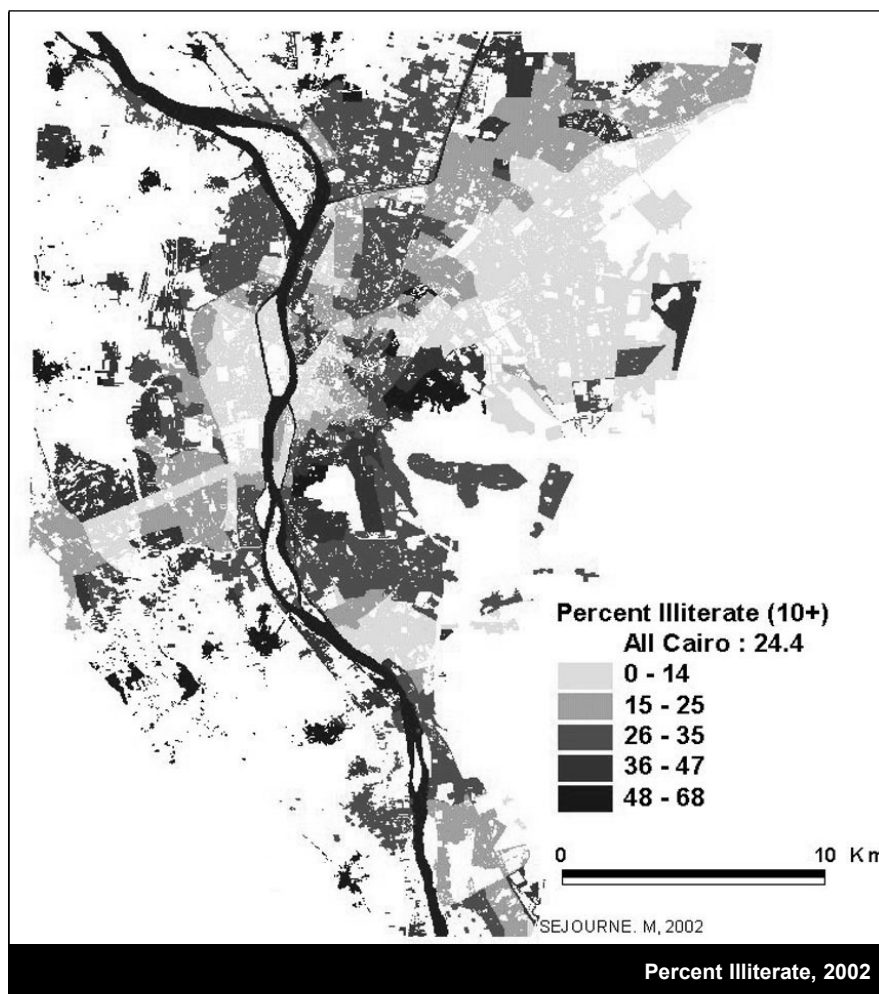 Percent Illiterate (10+)
All Cairo : 24.4
0 - 14
15 - 25
26 - 35
36 - 47
48 - 68
0 10 Km
SEJOURNE. M, 2002
Percent Illiterate, 2002